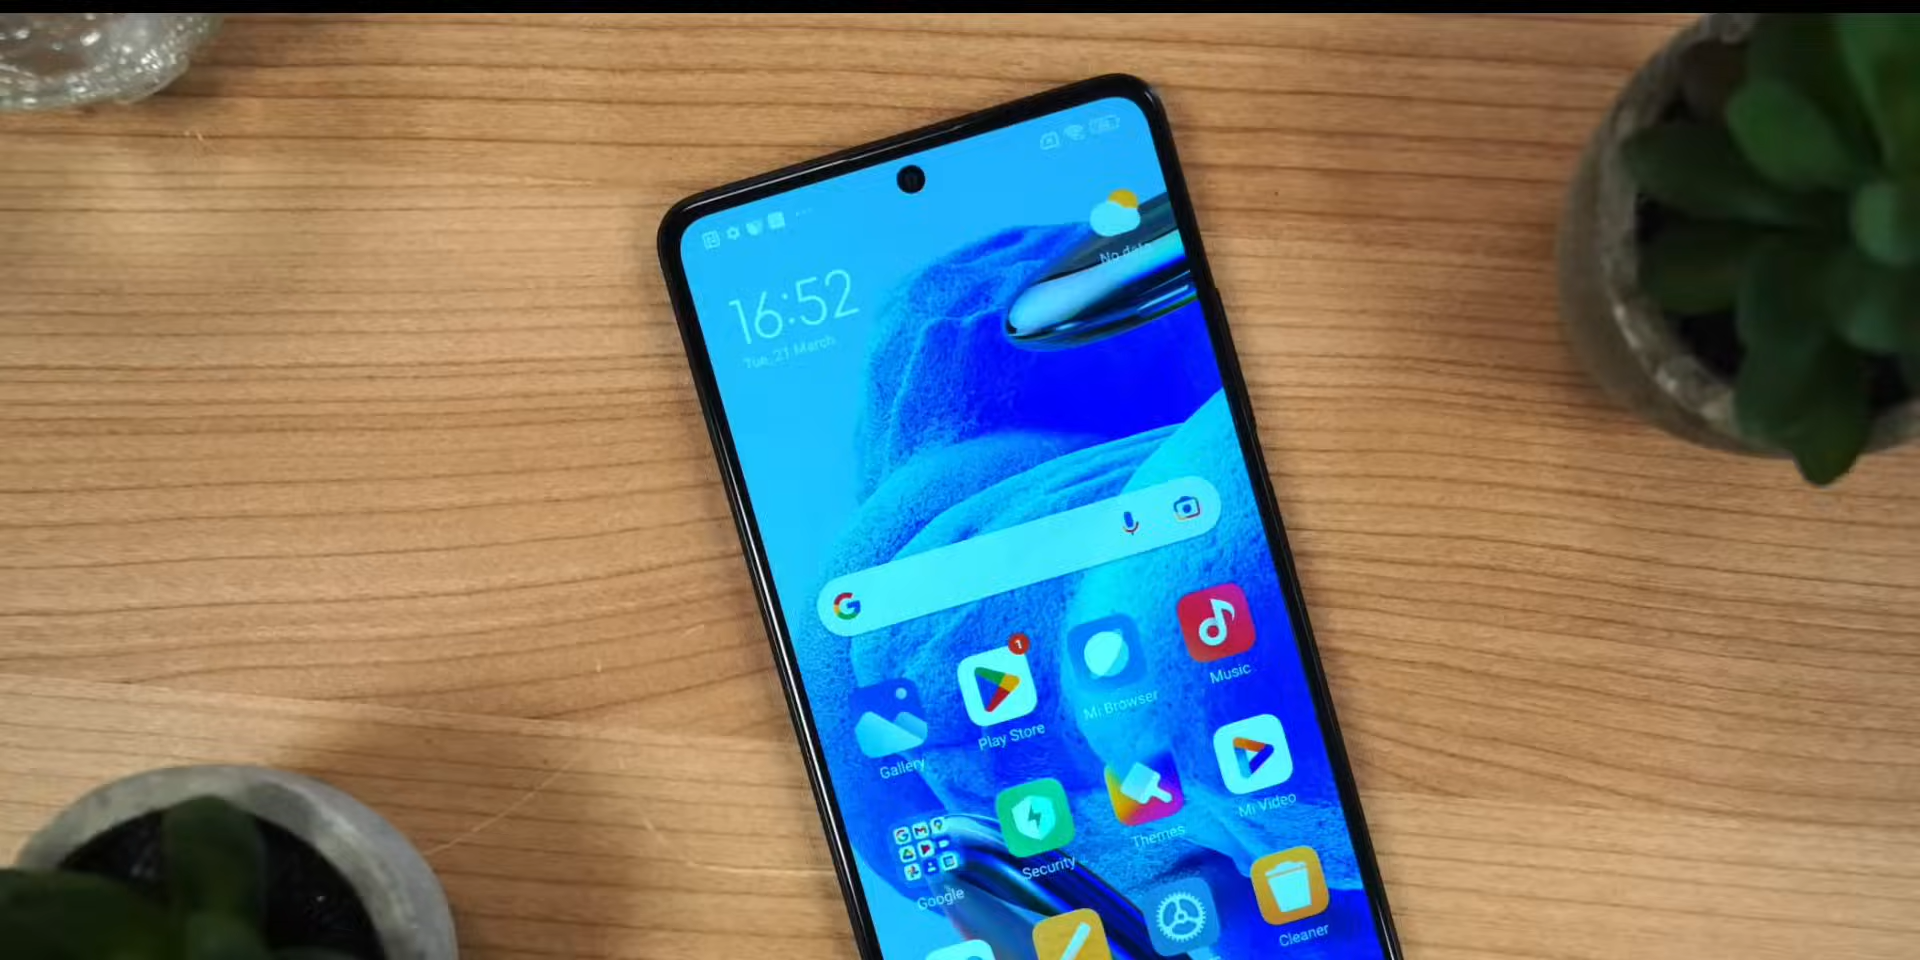 16:52
Tue, 21 March
No data
1
Gallery
Play Store
Mi Browser
Music
Google
Security
Themes
Mi Video
Cleaner